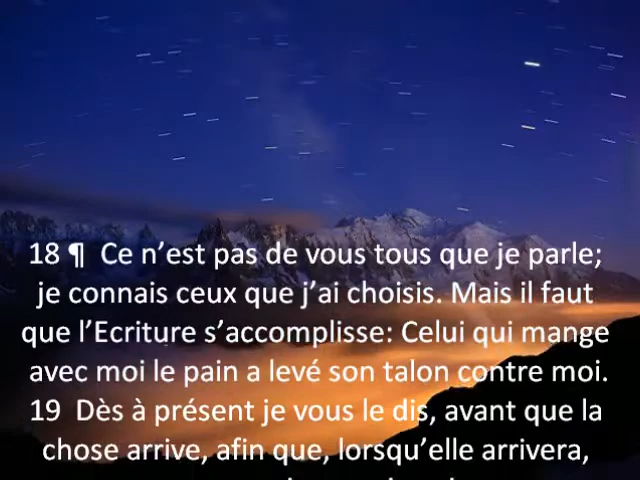 18 ¶  Ce n’est pas de vous tous que je parle;
je connais ceux que j’ai choisis. Mais il faut
que l’Ecriture s’accomplisse: Celui qui mange
avec moi le pain a levé son talon contre moi.
19  Dès à présent je vous le dis, avant que la
chose arrive, afin que, lorsqu’elle arrivera,